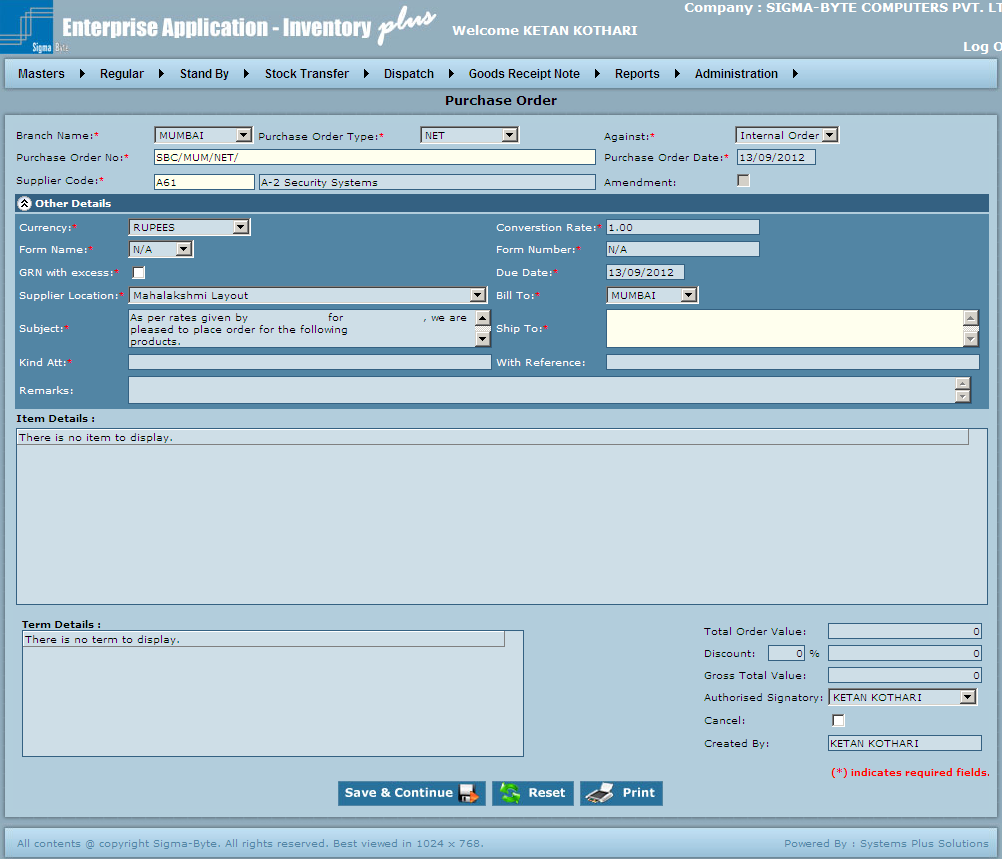 Company : SIGMA-BYTE COMPUTERS PVT. LT
Enterprise Application - Inventory plus
Welcome KETAN KOTHARI
Sigma Byte
Log O
Masters Regular Stand By Stock Transfer Dispatch Goods Receipt Note Reports Administration
Purchase Order
Branch Name:* MUMBAI Purchase Order Type:* NET Against:* Internal Order
Purchase Order No:* SBC/MUM/NET/ Purchase Order Date:* 13/09/2012
Supplier Code:* A61 A-2 Security Systems Amendment:
Other Details
Currency:* RUPEES Converstion Rate:* 1.00
Form Name:* N/A Form Number:* N/A
GRN with excess:* Due Date:* 13/09/2012
Supplier Location:* Mahalakshmi Layout Bill To:* MUMBAI
Subject:* As per rates given by for , we are
pleased to place order for the following
products.
Ship To:*
Kind Att:* With Reference:
Remarks:
Item Details :
There is no item to display.
Term Details :
There is no term to display.
Total Order Value: 0
Discount: 0 % 0
Gross Total Value: 0
Authorised Signatory: KETAN KOTHARI
Cancel:
Created By: KETAN KOTHARI
(*) indicates required fields.
Save & Continue Reset Print
All contents @ copyright Sigma-Byte. All rights reserved. Best viewed in 1024 x 768. Powered By : Systems Plus Solutions